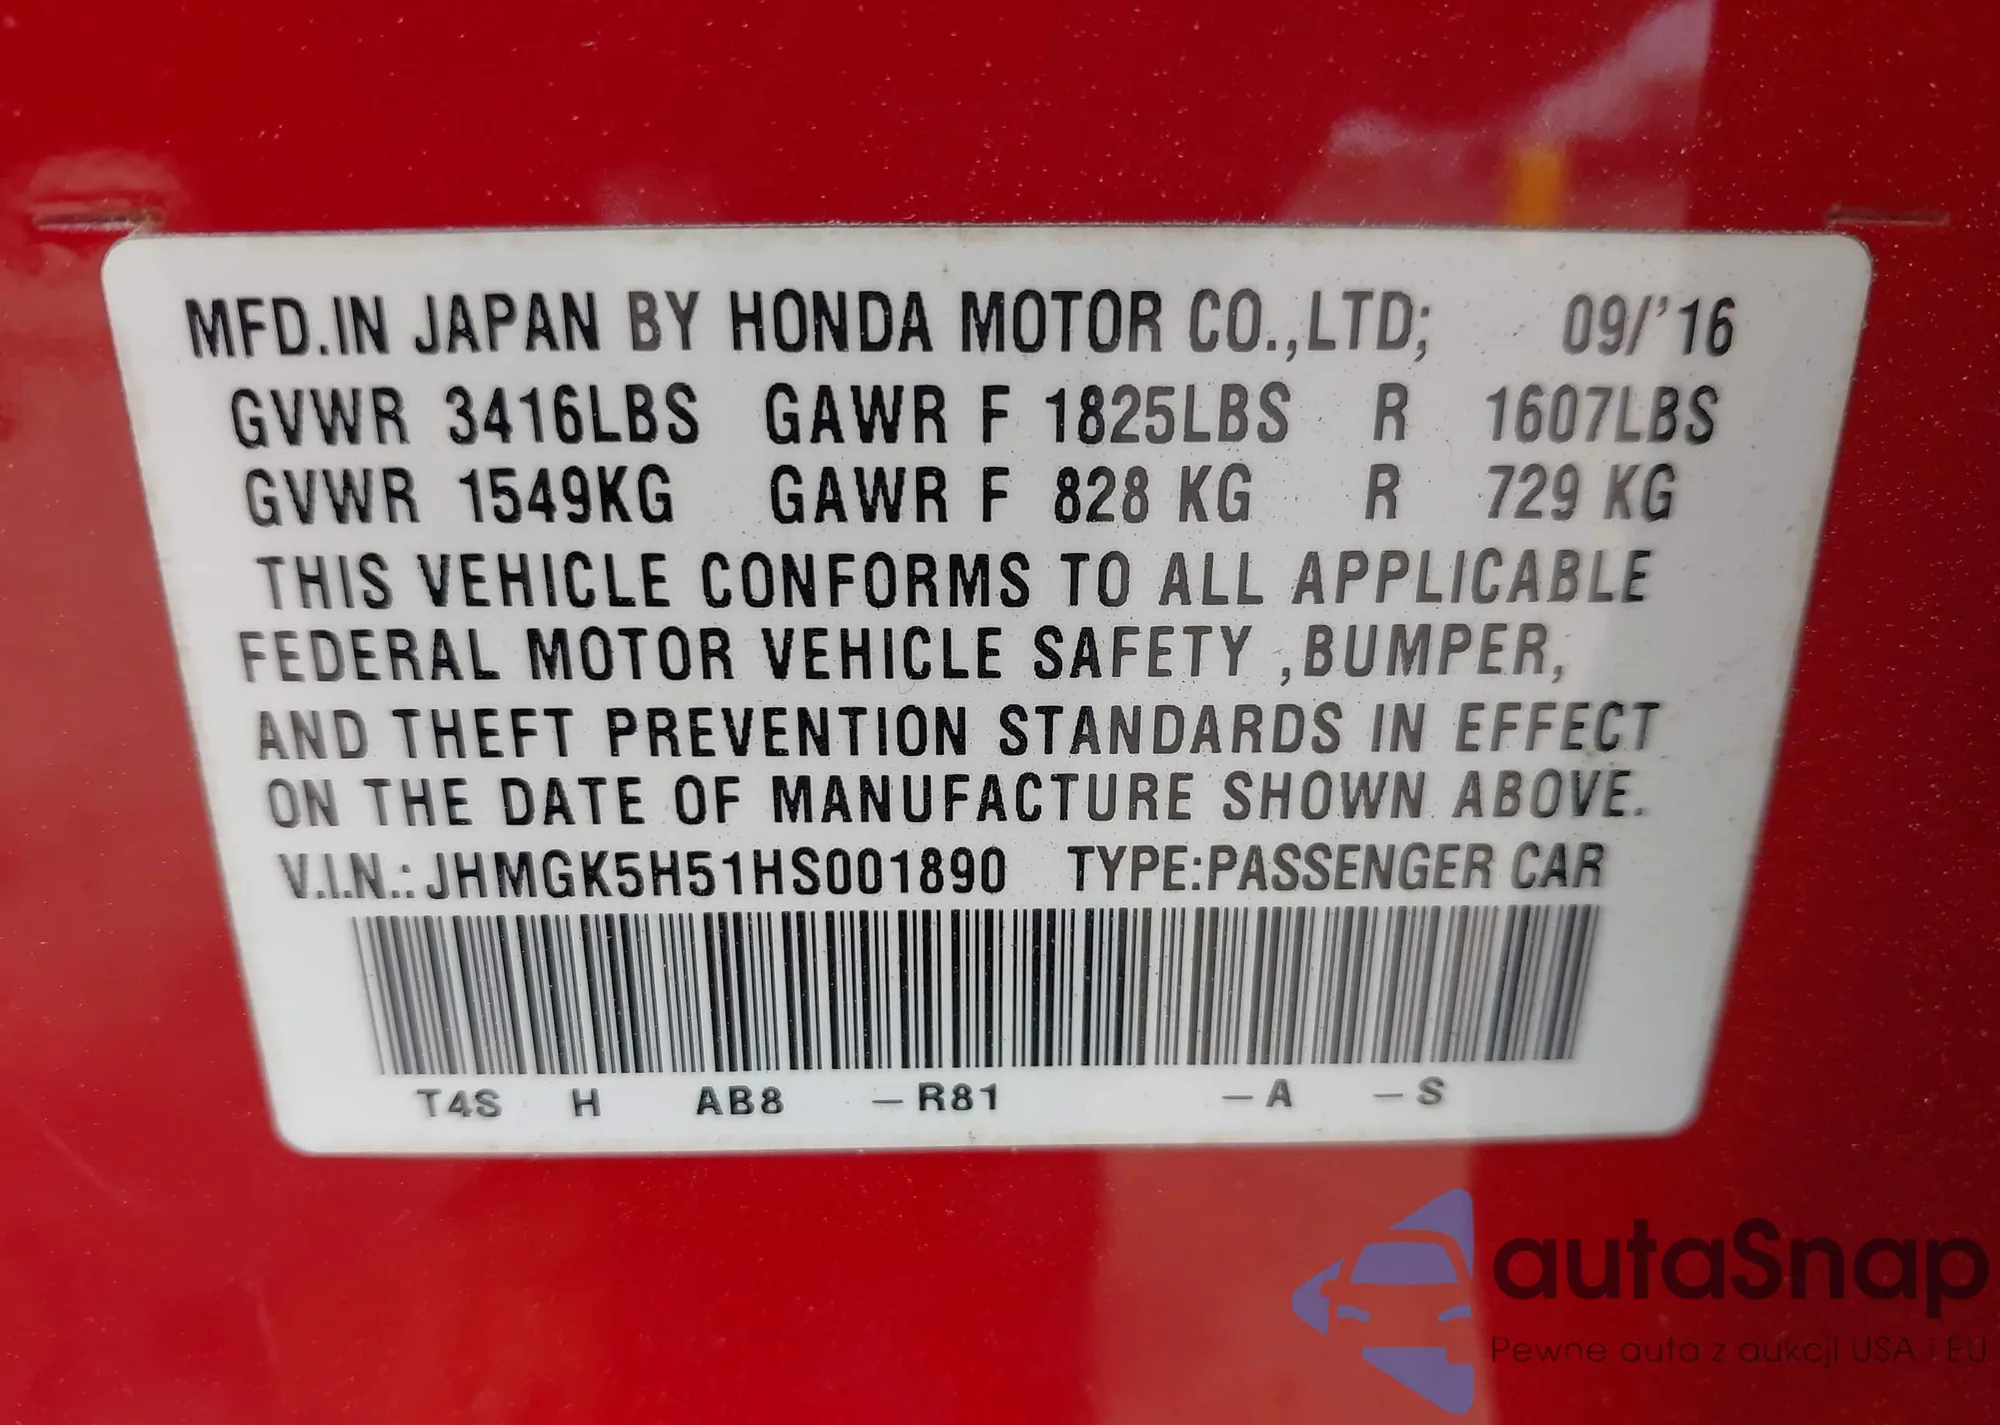 MFD.IN JAPAN BY HONDA MOTOR CO.,LTD; 09/'16
GVWR 3416LBS GAWR F 1825LBS R 1607LBS
GVWR 1549KG GAWR F 828 KG R 729 KG
THIS VEHICLE CONFORMS TO ALL APPLICABLE
FEDERAL MOTOR VEHICLE SAFETY ,BUMPER,
AND THEFT PREVENTION STANDARDS IN EFFECT
ON THE DATE OF MANUFACTURE SHOWN ABOVE.
V.I.N.:JHMGK5H51HS001890 TYPE:PASSENGER CAR
T4S H AB8 –R81 –A –S
autaSnap
Pewne auta z aukcji USA i EU